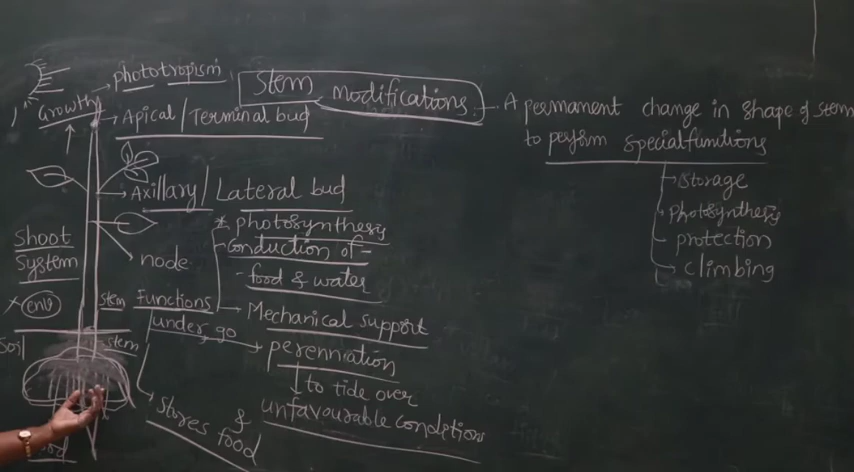 phototropism
Stem modifications
Growth
Apical / Terminal bud
A permanent change in shape of stem
to perform special functions
Storage
photosynthesis
protection
climbing
Axillary / Lateral bud
* photosynthesis
- Conduction of -
- food & water
Shoot
System
node
env
stem
Functions
Mechanical support
under go
Soil
stem
perenniation
to tide over
unfavourable conditions
stores food
&